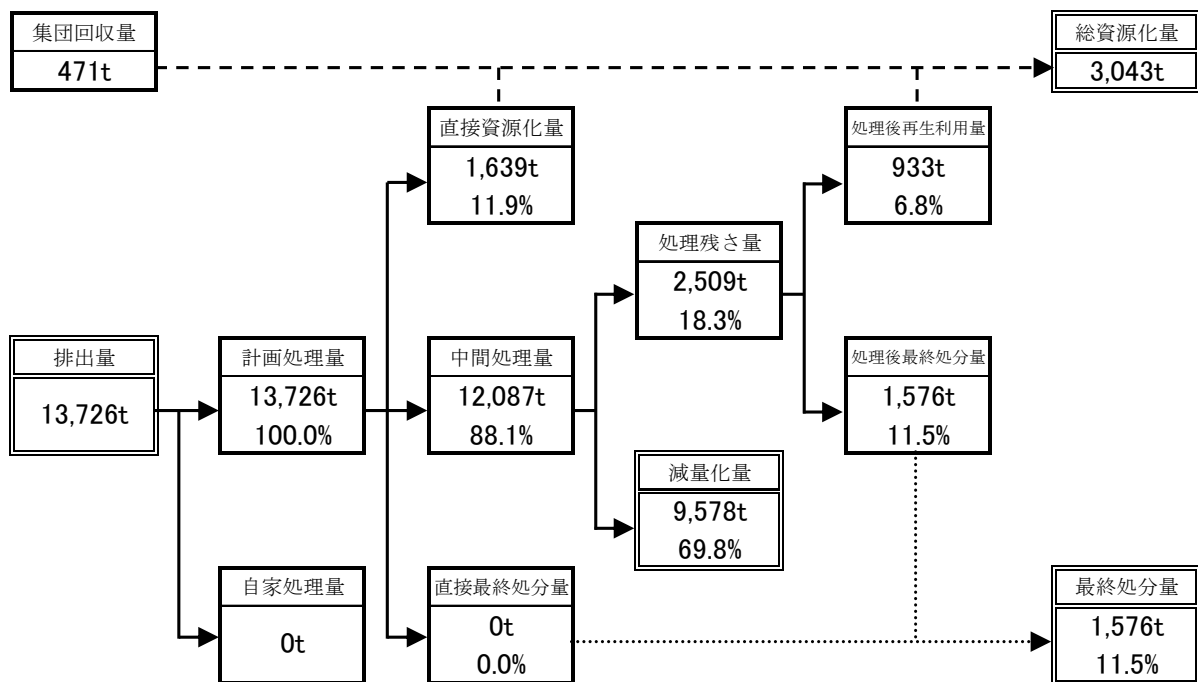 集団回収量
471t
総資源化量
3,043t
直接資源化量
1,639t
11.9%
処理後再生利用量
933t
6.8%
処理残さ量
2,509t
18.3%
排出量
13,726t
計画処理量
13,726t
100.0%
中間処理量
12,087t
88.1%
処理後最終処分量
1,576t
11.5%
減量化量
9,578t
69.8%
自家処理量
0t
直接最終処分量
0t
0.0%
最終処分量
1,576t
11.5%